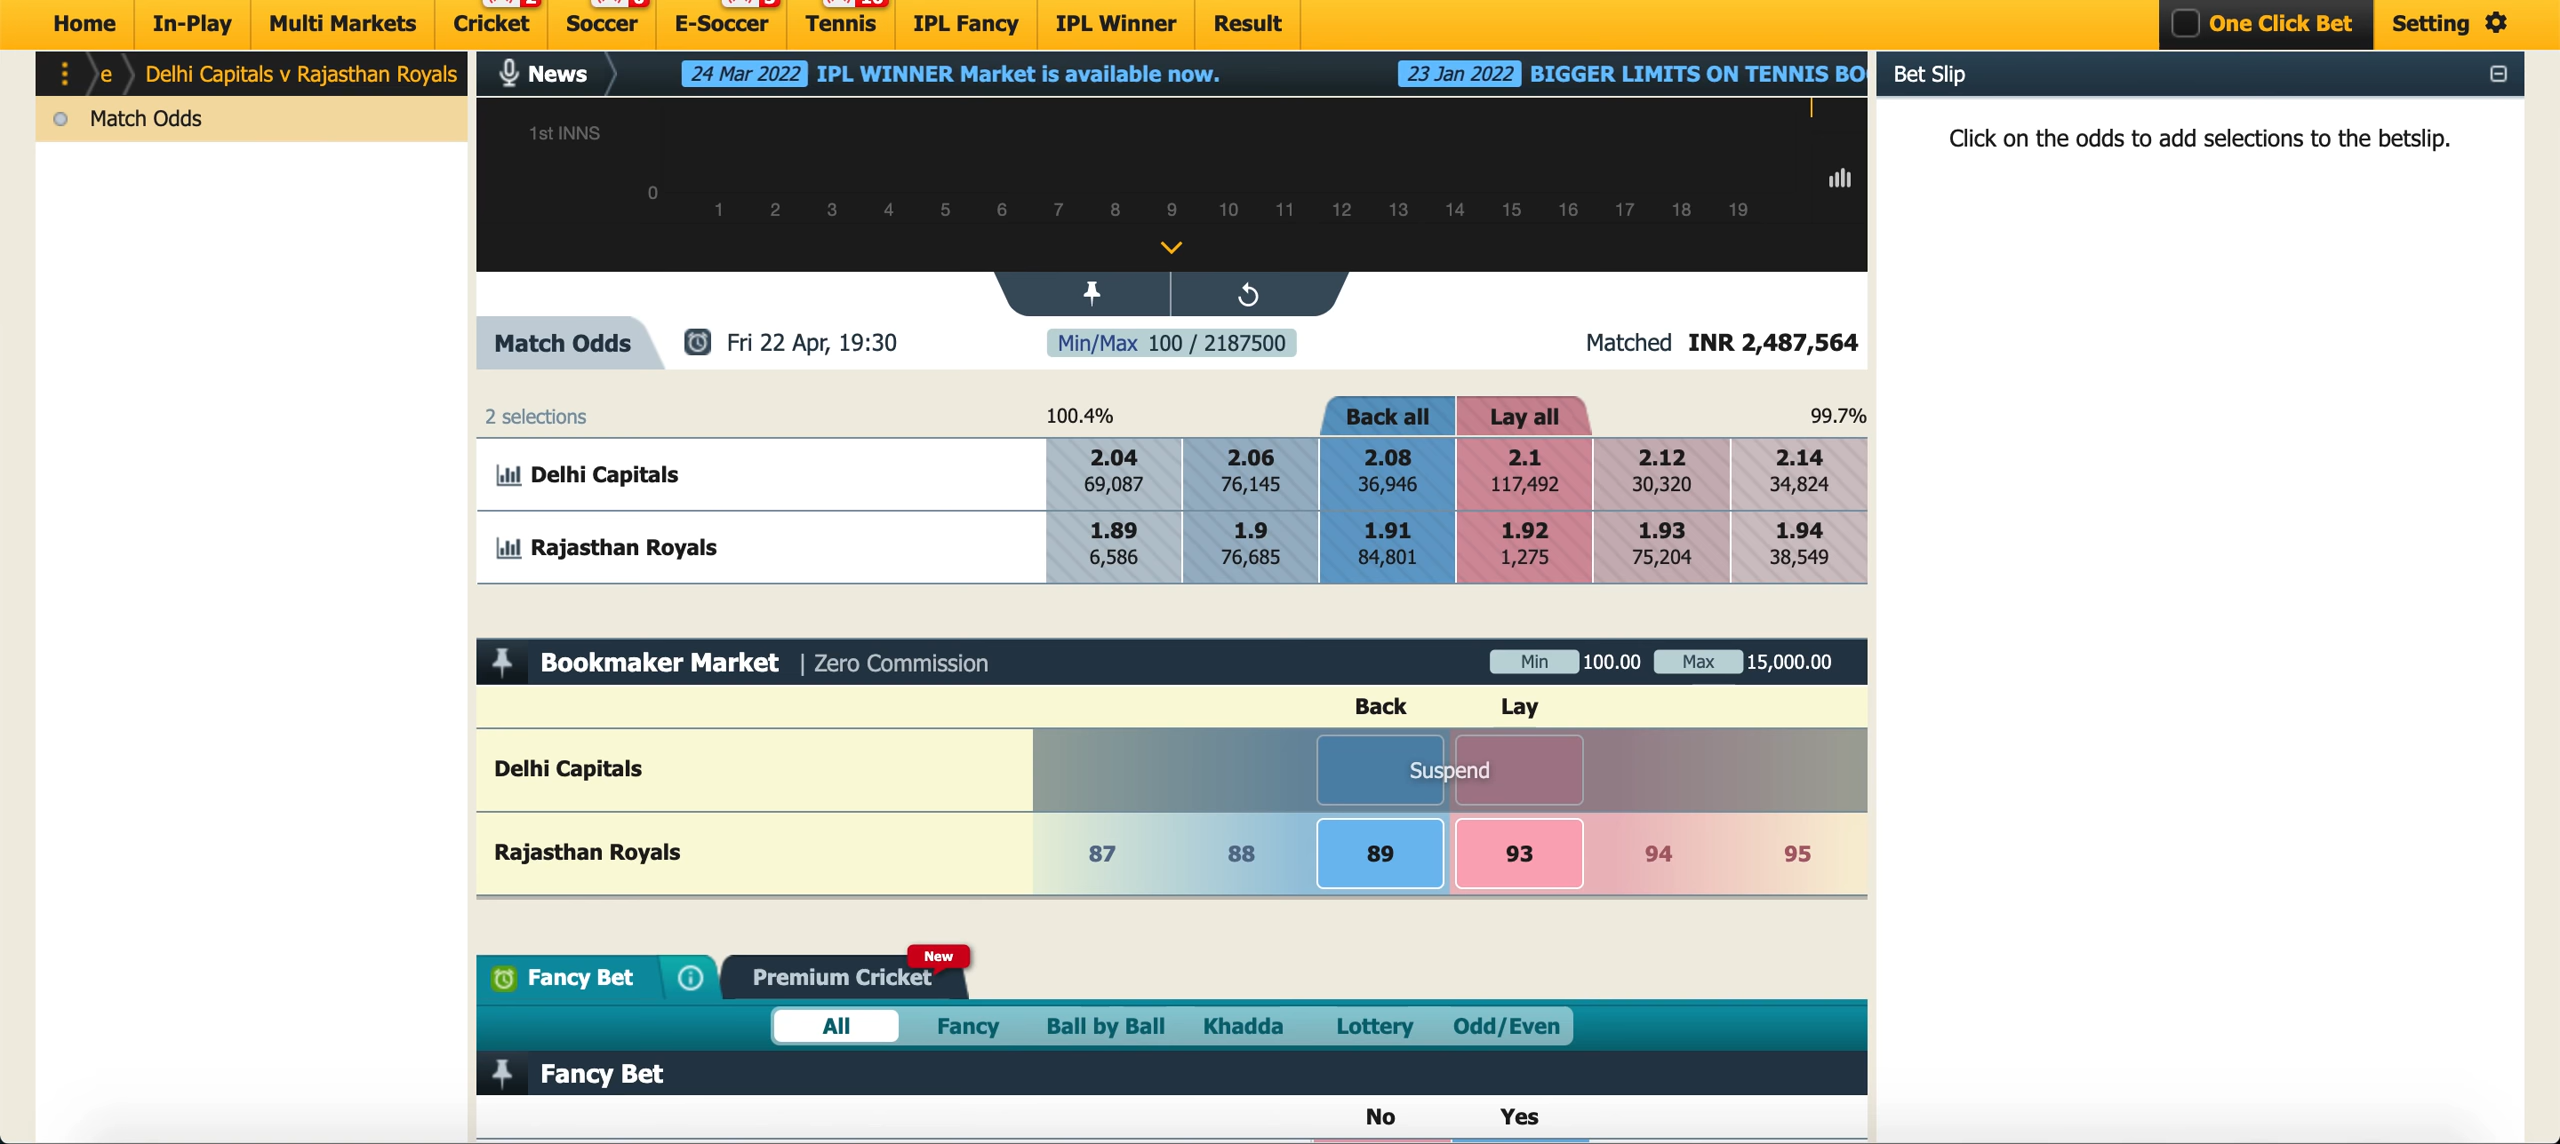 Home In-Play Multi Markets Cricket Soccer E-Soccer Tennis IPL Fancy IPL Winner Result One Click Bet Setting
e Delhi Capitals v Rajasthan Royals
Match Odds
News 24 Mar 2022 IPL WINNER Market is available now. 23 Jan 2022 BIGGER LIMITS ON TENNIS
1st INNS
0
1 2 3 4 5 6 7 8 9 10 11 12 13 14 15 16 17 18 19
Match Odds Fri 22 Apr, 19:30 Min/Max 100 / 2187500 Matched INR 2,487,564
2 selections 100.4% Back all Lay all 99.7%
Delhi Capitals 2.04 2.06 2.08 2.1 2.12 2.14
69,087 76,145 36,946 117,492 30,320 34,824
Rajasthan Royals 1.89 1.9 1.91 1.92 1.93 1.94
6,586 76,685 84,801 1,275 75,204 38,549
Bookmaker Market | Zero Commission Min 100.00 Max 15,000.00
Back Lay
Delhi Capitals Suspend
Rajasthan Royals 87 88 89 93 94 95
Fancy Bet Premium Cricket New
All Fancy Ball by Ball Khadda Lottery Odd/Even
Fancy Bet
No Yes
Bet Slip
Click on the odds to add selections to the betslip.